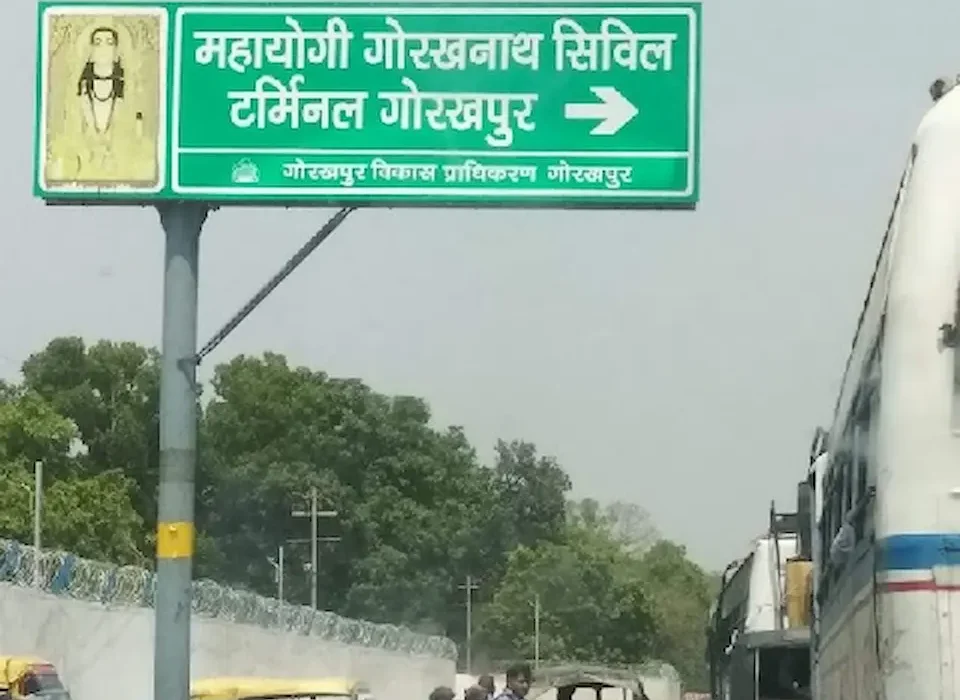 महायोगी गोरखनाथ सिविल
टर्मिनल गोरखपुर
गोरखपुर विकास प्राधिकरण गोरखपुर